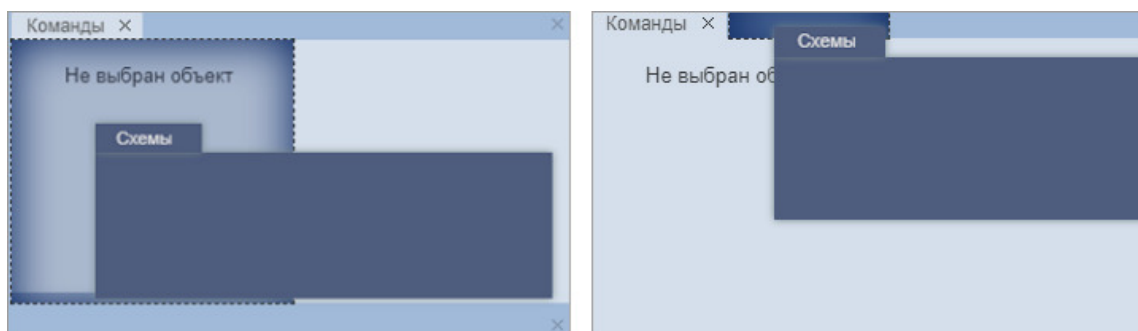 Команды
Не выбран объект
Схемы
Команды
Схемы
Не выбран об